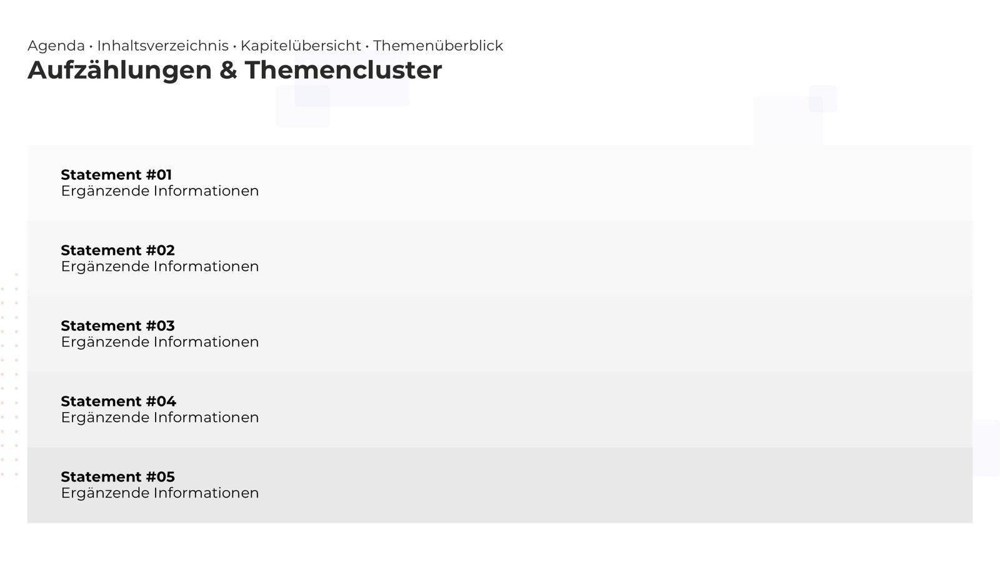 Agenda • Inhaltsverzeichnis • Kapitelübersicht • Themenüberblick
Aufzählungen & Themencluster
Statement #01
Ergänzende Informationen
Statement #02
Ergänzende Informationen
Statement #03
Ergänzende Informationen
Statement #04
Ergänzende Informationen
Statement #05
Ergänzende Informationen